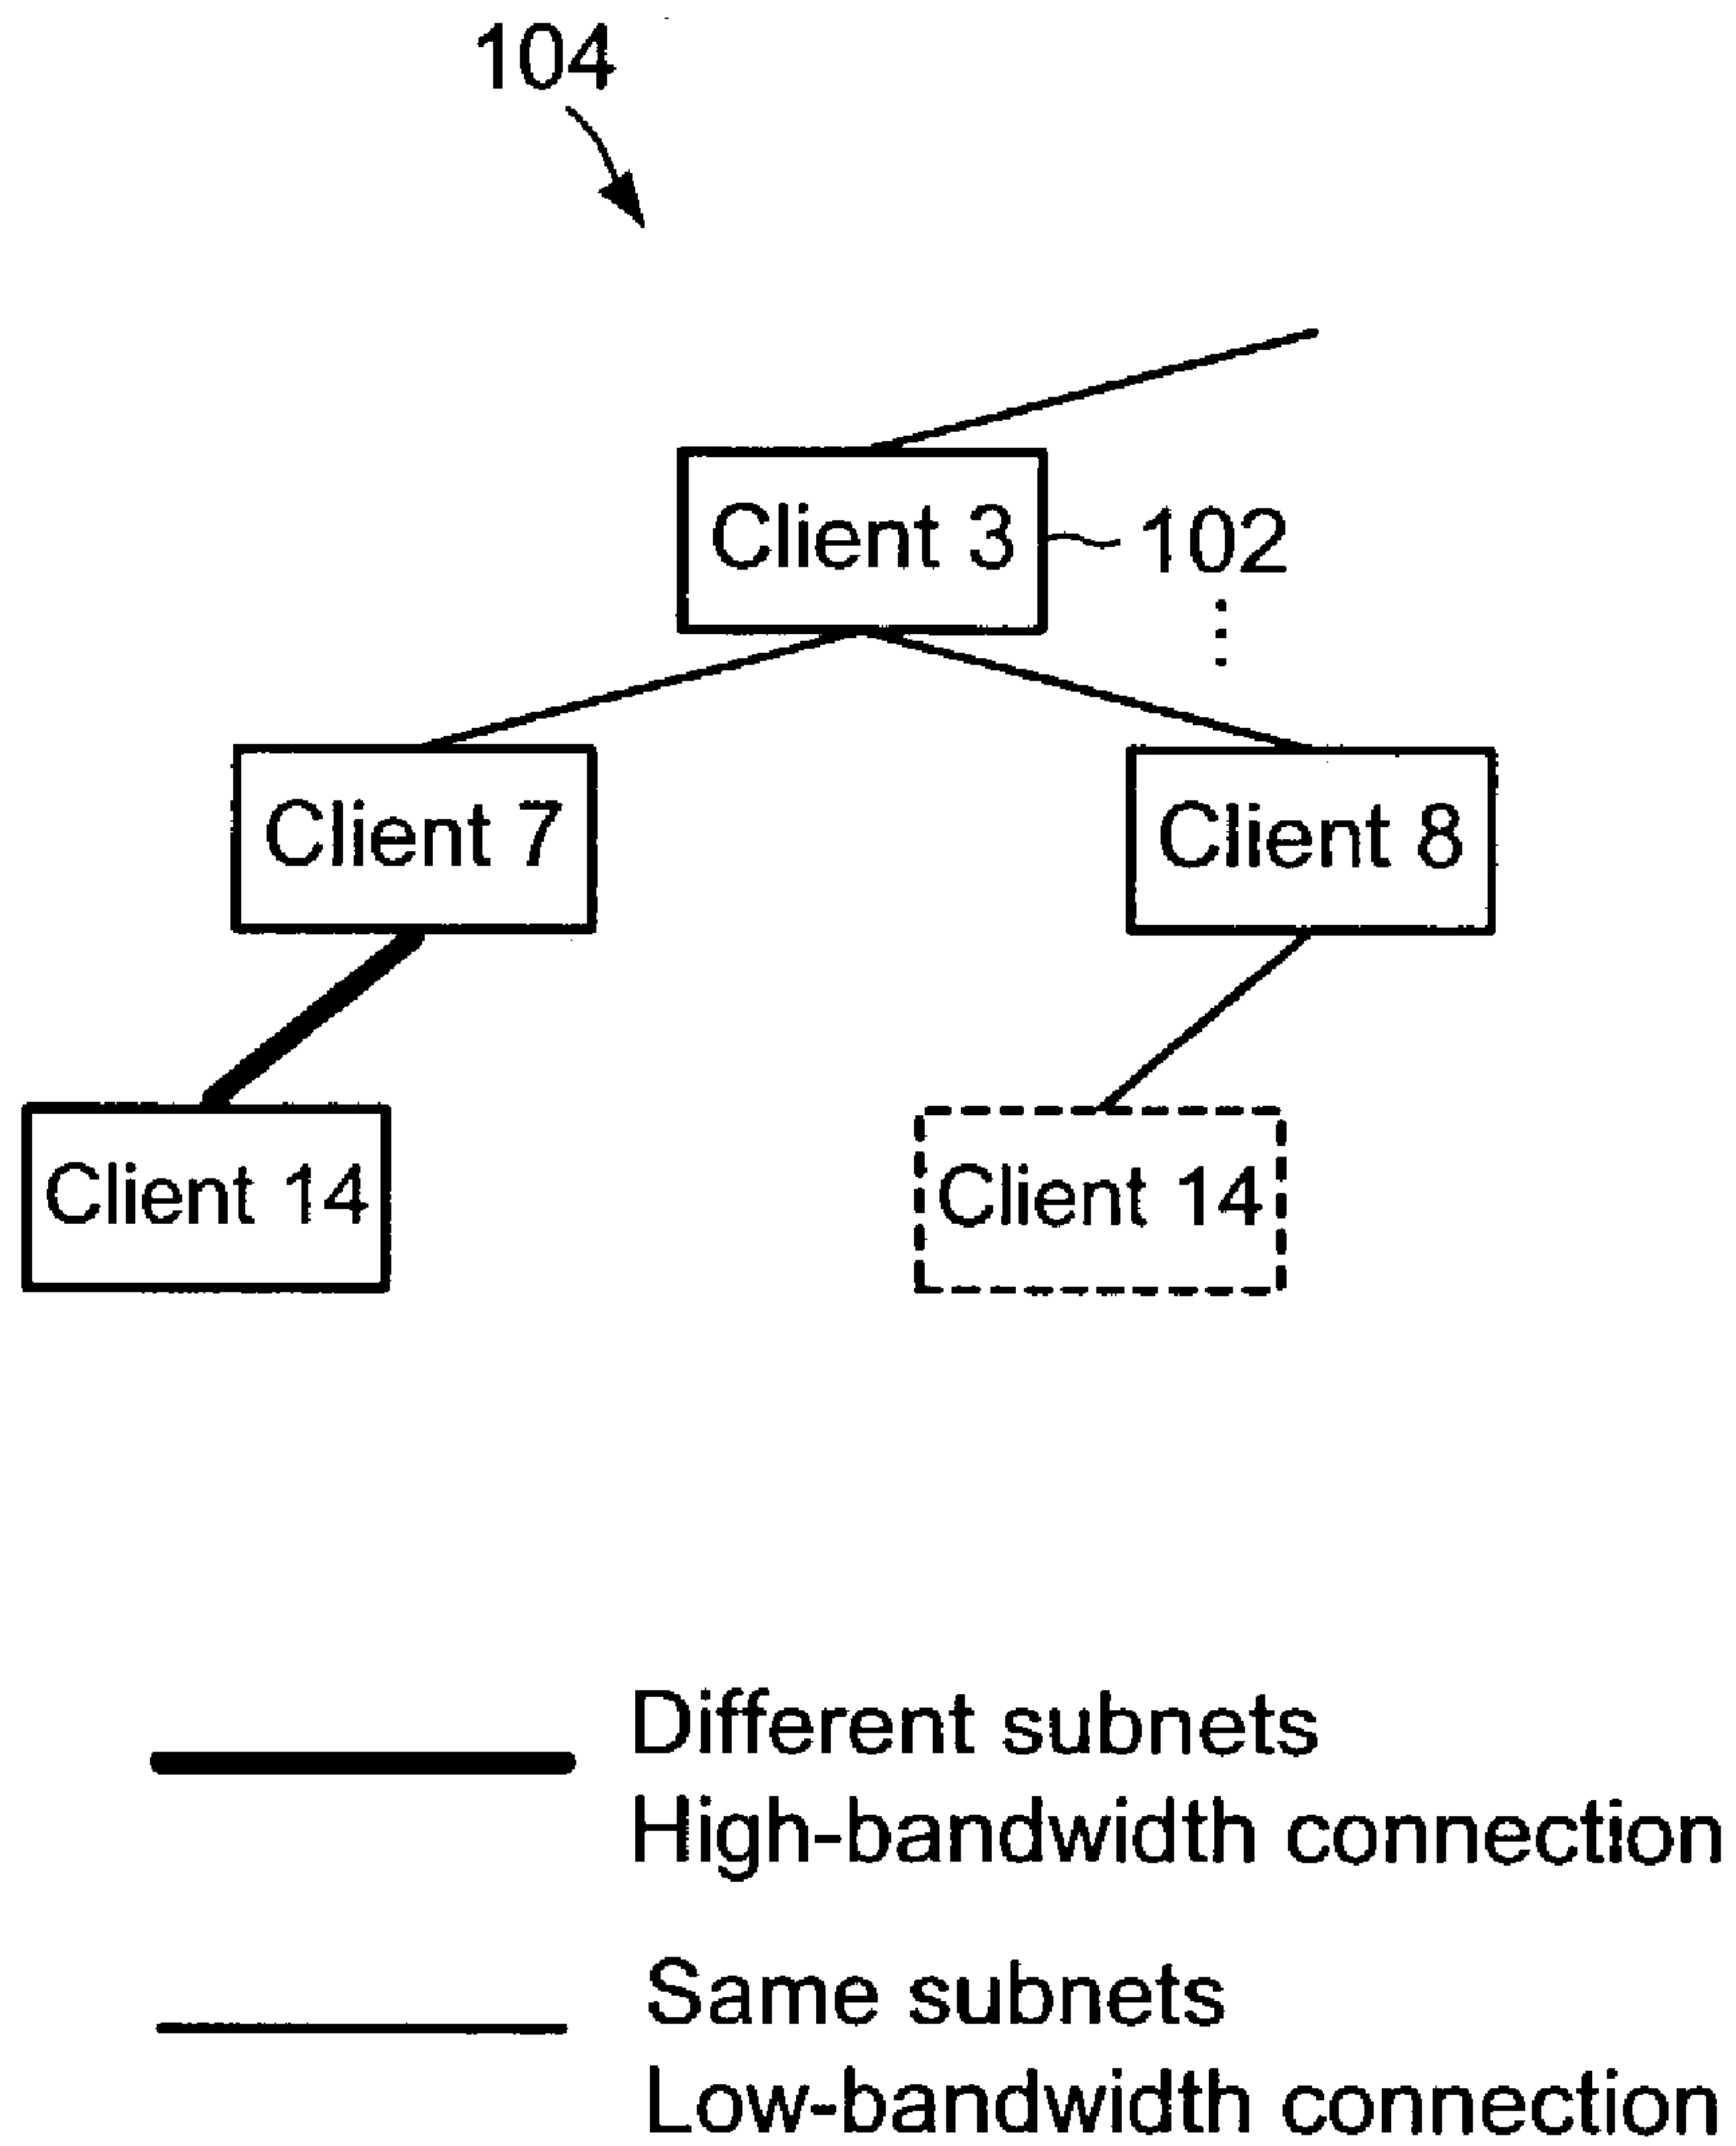 104
Client 3
102
Client 7
Client 8
Client 14
Client 14
Different subnets
High-bandwidth connection
Same subnets
Low-bandwidth connection